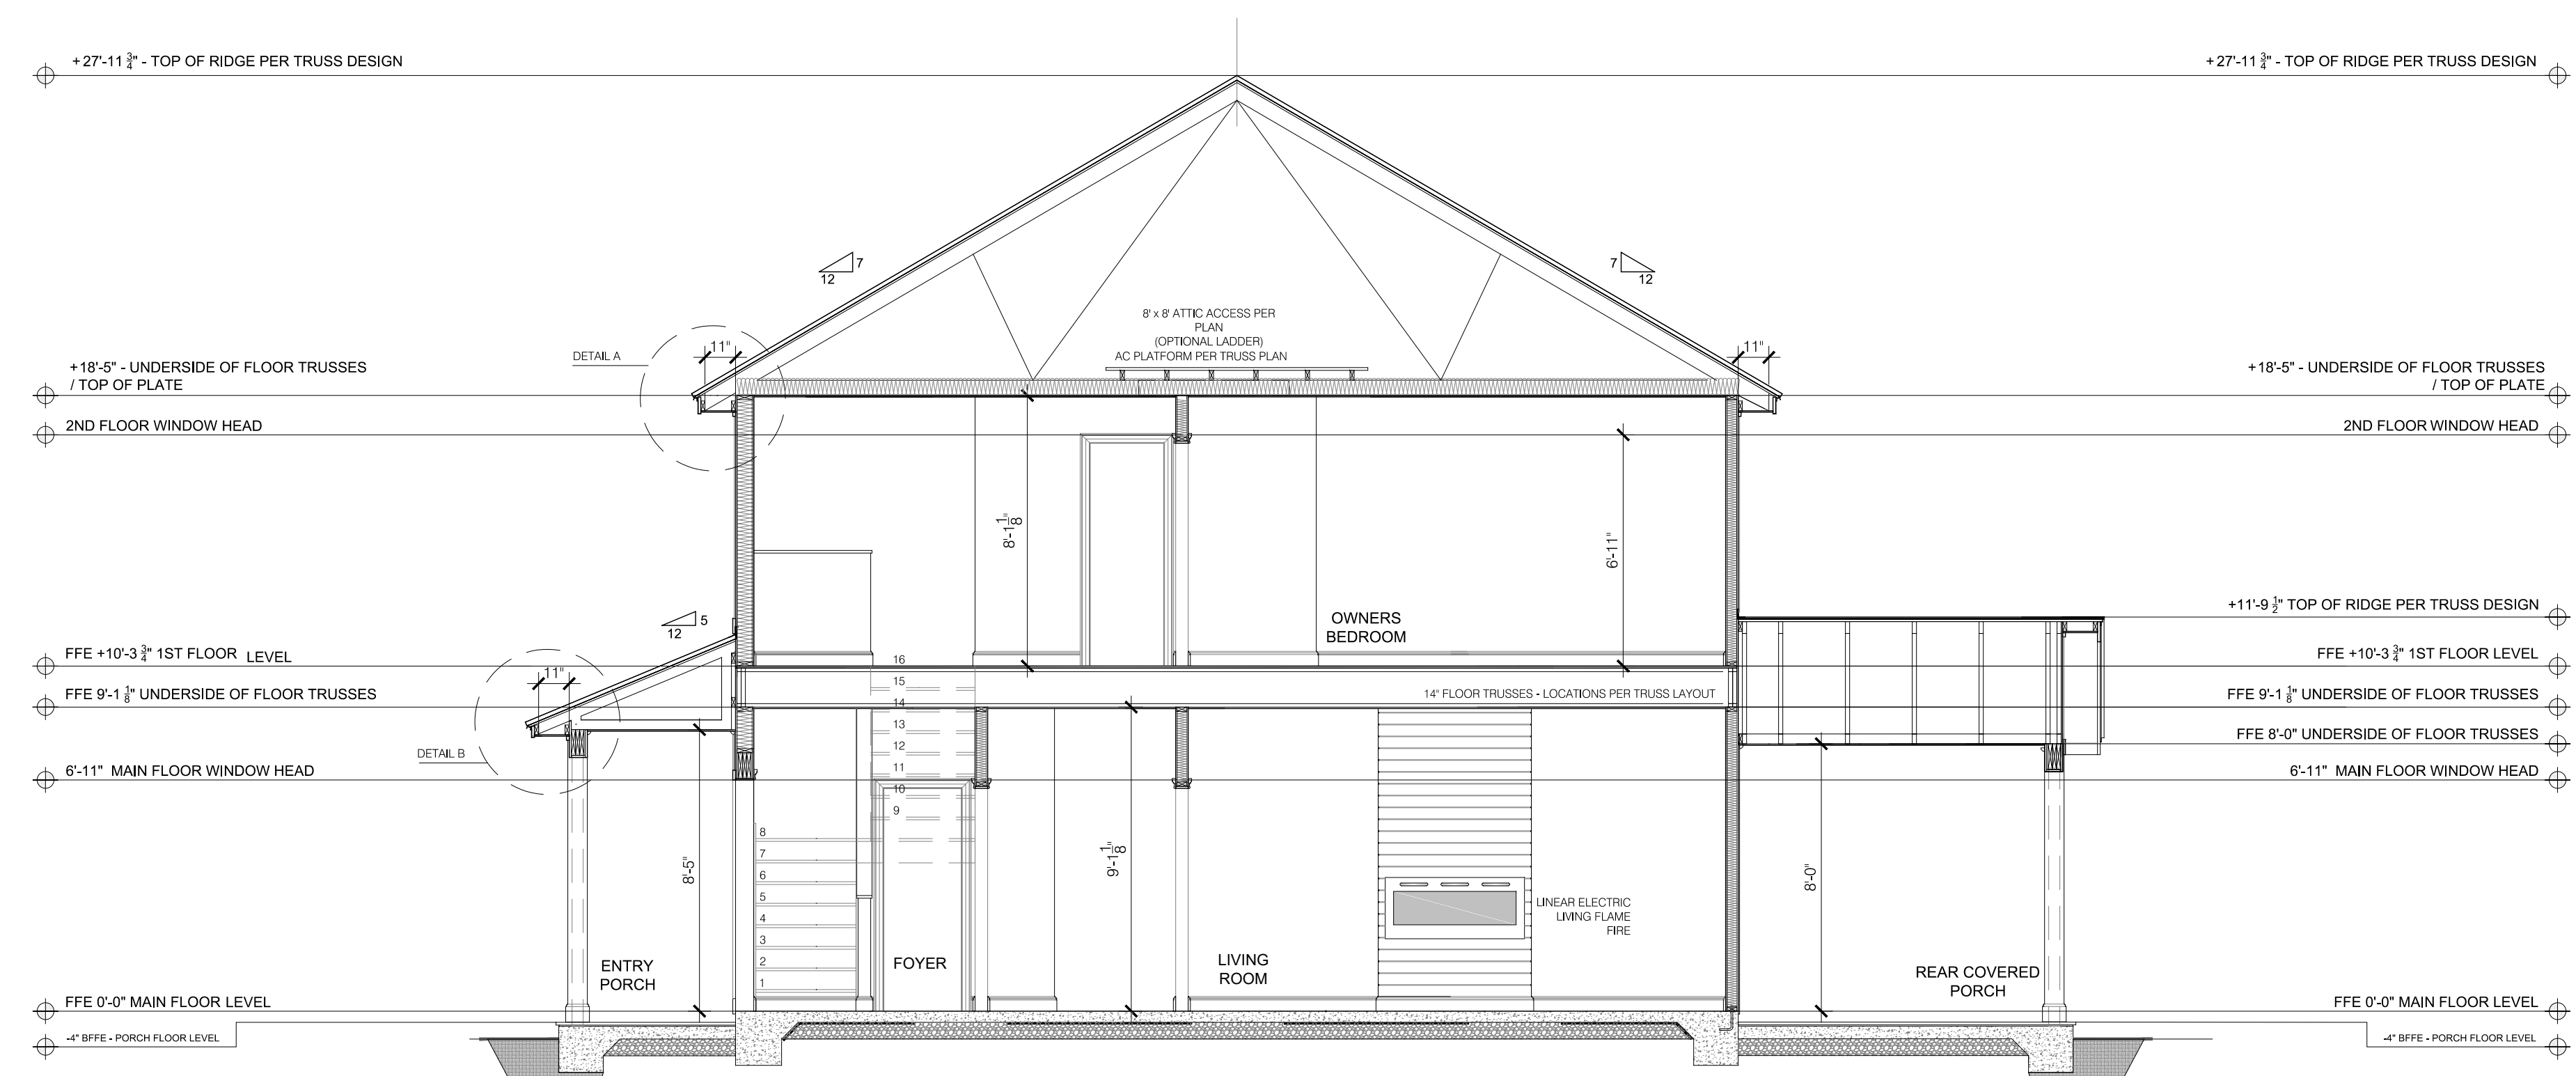 +27'-11 3/4" - TOP OF RIDGE PER TRUSS DESIGN
+27'-11 3/4" - TOP OF RIDGE PER TRUSS DESIGN
7
12
7
12
8' x 8' ATTIC ACCESS PER
PLAN
(OPTIONAL LADDER)
AC PLATFORM PER TRUSS PLAN
DETAIL A
11"
11"
+18'-5" - UNDERSIDE OF FLOOR TRUSSES
/ TOP OF PLATE
+18'-5" - UNDERSIDE OF FLOOR TRUSSES
/ TOP OF PLATE
2ND FLOOR WINDOW HEAD
2ND FLOOR WINDOW HEAD
8'-1 1/8"
6'-11"
OWNERS
BEDROOM
5
12
+11'-9 1/2" TOP OF RIDGE PER TRUSS DESIGN
FFE +10'-3 3/4" 1ST FLOOR LEVEL
FFE +10'-3 3/4" 1ST FLOOR LEVEL
11"
16
15
14
13
12
11
10
9
8
7
6
5
4
3
2
1
FFE 9'-1 1/8" UNDERSIDE OF FLOOR TRUSSES
14" FLOOR TRUSSES - LOCATIONS PER TRUSS LAYOUT
FFE 9'-1 1/8" UNDERSIDE OF FLOOR TRUSSES
FFE 8'-0" UNDERSIDE OF FLOOR TRUSSES
DETAIL B
6'-11" MAIN FLOOR WINDOW HEAD
6'-11" MAIN FLOOR WINDOW HEAD
8'-5"
9'-1 1/8"
8'-0"
LINEAR ELECTRIC
LIVING FLAME
FIRE
ENTRY
PORCH
FOYER
LIVING
ROOM
REAR COVERED
PORCH
FFE 0'-0" MAIN FLOOR LEVEL
FFE 0'-0" MAIN FLOOR LEVEL
-4" BFFE - PORCH FLOOR LEVEL
-4" BFFE - PORCH FLOOR LEVEL